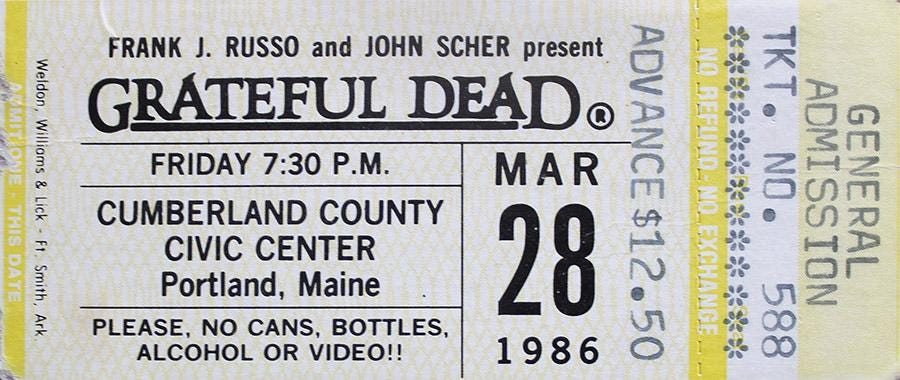 FRANK J. RUSSO and JOHN SCHER present
GRATEFUL DEAD®
FRIDAY 7:30 P.M.
CUMBERLAND COUNTY
CIVIC CENTER
Portland, Maine
PLEASE, NO CANS, BOTTLES,
ALCOHOL OR VIDEO!!
MAR
28
1986
Weldon, Williams & Lick - Ft. Smith, Ark.
ADMIT ONE - THIS DATE
ADVANCE $12.50
NO REFUND - NO EXCHANGE
TKT. NO. 588
GENERAL
ADMISSION